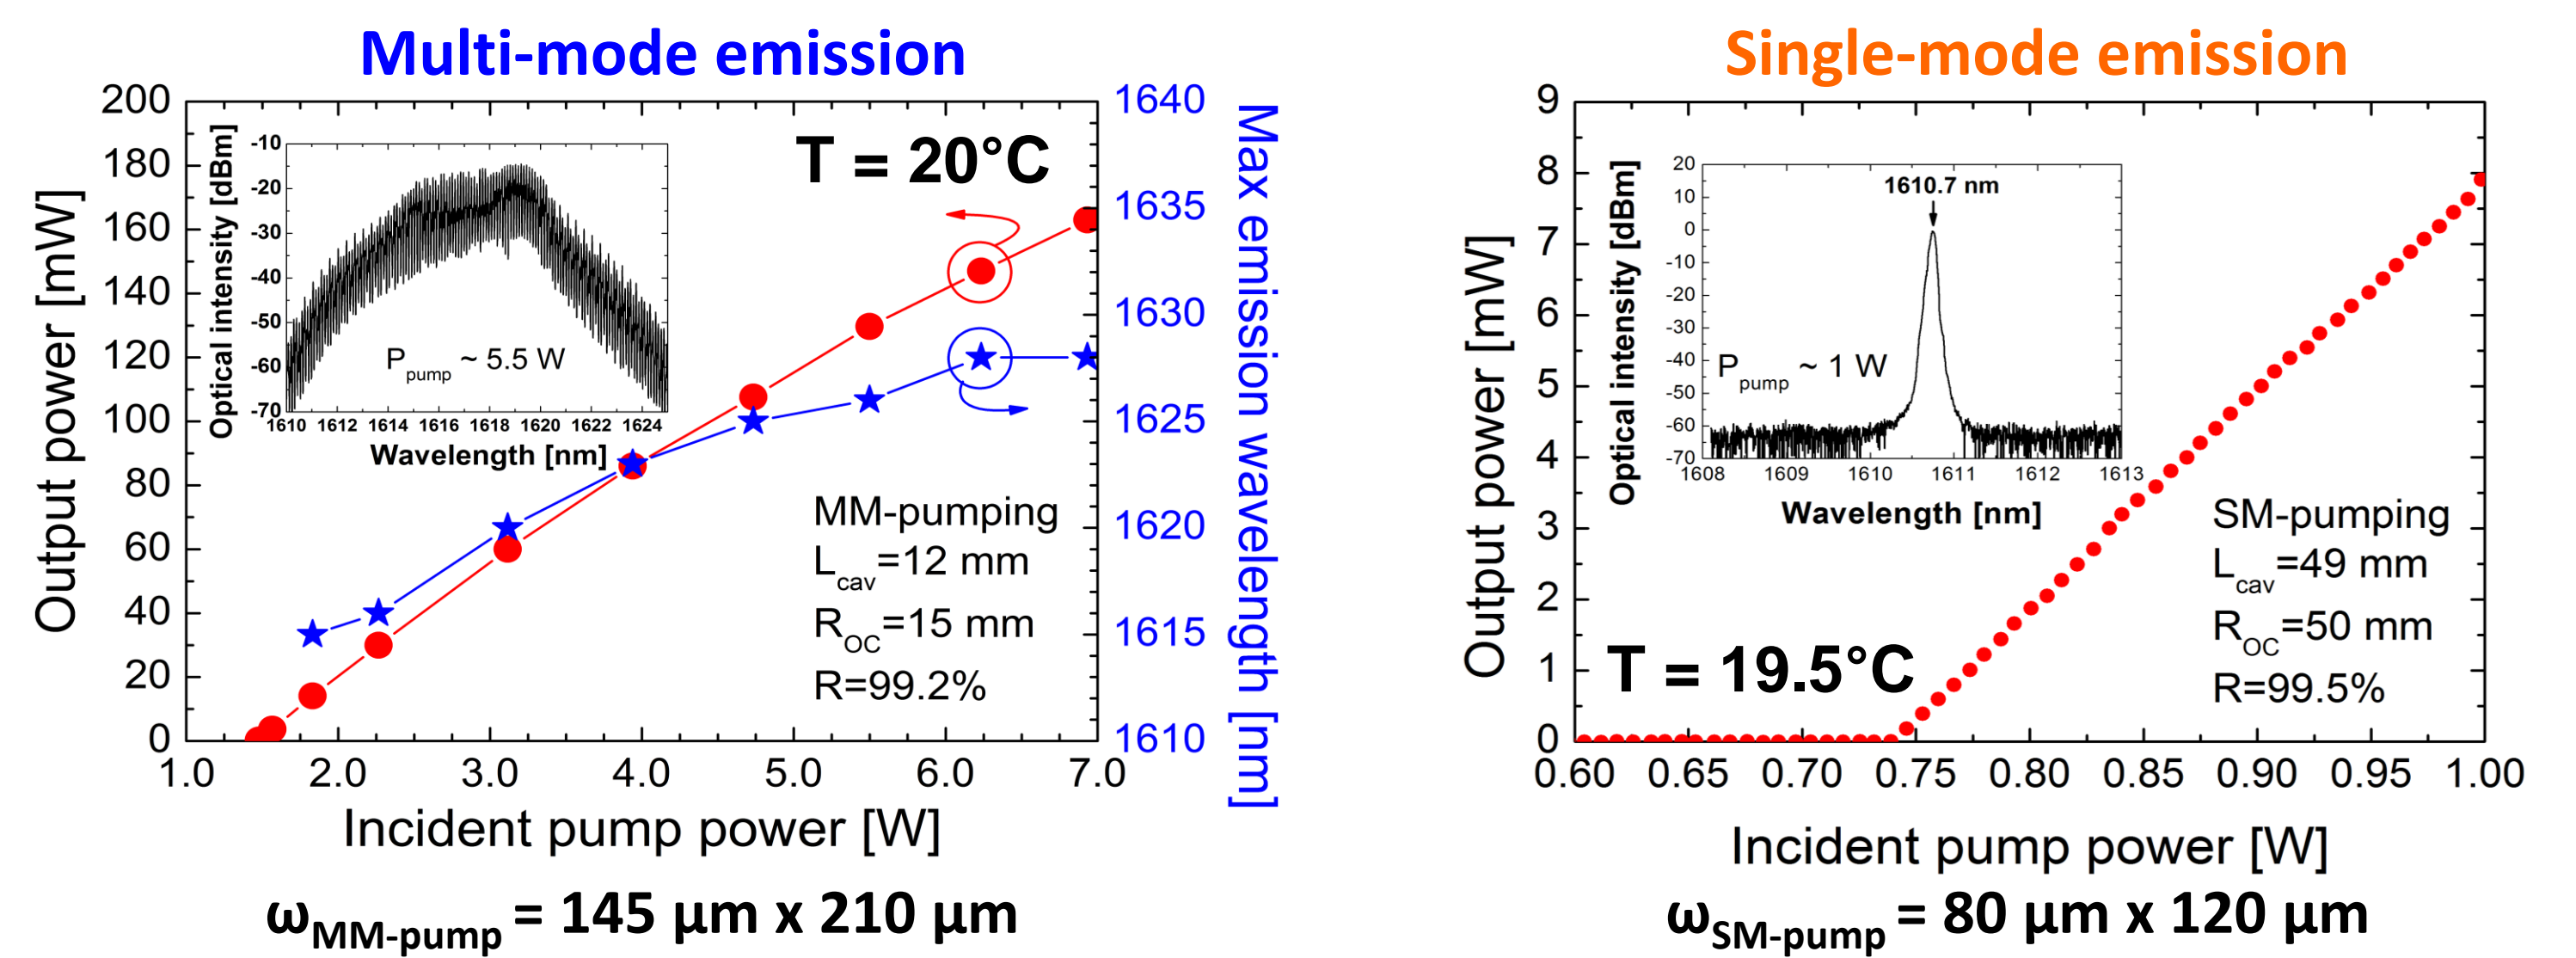 Multi-mode emission
200
180
160
140
120
100
80
60
40
20
0
Output power [mW]
1.0 2.0 3.0 4.0 5.0 6.0 7.0
Incident pump power [W]
1640
1635
1630
1625
1620
1615
1610
Max emission wavelength [nm]
T = 20°C
-10
-20
-30
-40
-50
-60
-70
Optical intensity [dBm]
P_pump ~ 5.5 W
1610 1612 1614 1616 1618 1620 1622 1624
Wavelength [nm]
MM-pumping
L_cav=12 mm
R_OC=15 mm
R=99.2%
ω_MM-pump = 145 µm x 210 µm
Single-mode emission
9
8
7
6
5
4
3
2
1
0
Output power [mW]
0.60 0.65 0.70 0.75 0.80 0.85 0.90 0.95 1.00
Incident pump power [W]
20
10
0
-10
-20
-30
-40
-50
-60
-70
Optical intensity [dBm]
1610.7 nm
P_pump ~ 1 W
1608 1609 1610 1611 1612 1613
Wavelength [nm]
T = 19.5°C
SM-pumping
L_cav=49 mm
R_OC=50 mm
R=99.5%
ω_SM-pump = 80 µm x 120 µm